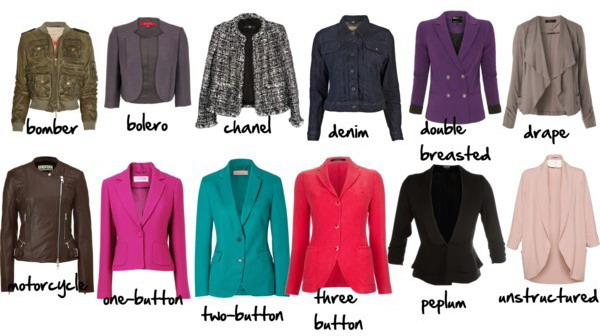 bomber
bolero
chanel
denim
double
breasted
drape
motorcycle
one-button
two-button
three
button
peplum
unstructured